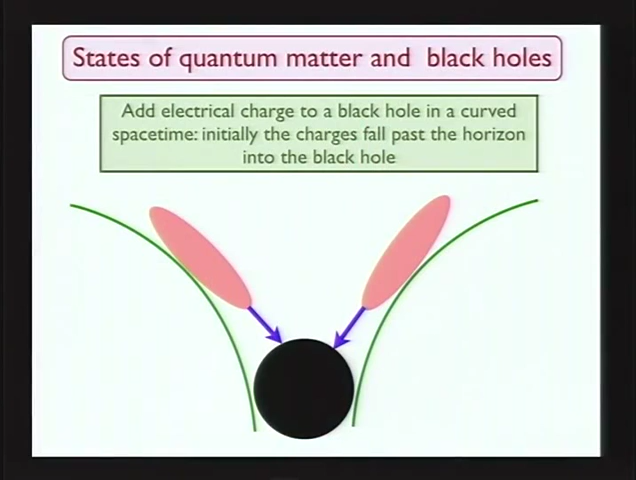 States of quantum matter and black holes
Add electrical charge to a black hole in a curved
spacetime: initially the charges fall past the horizon
into the black hole